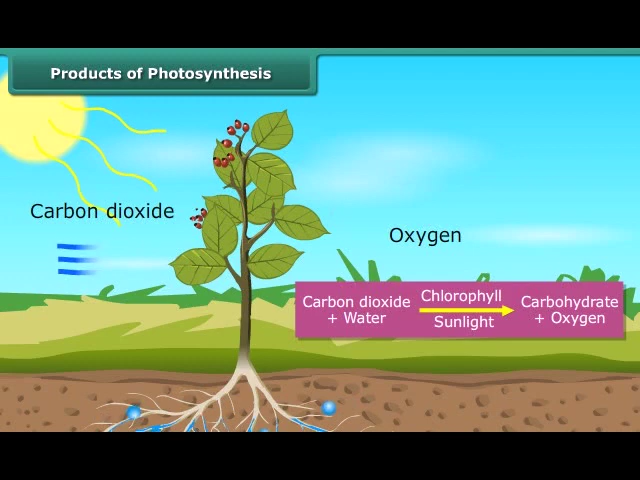 Products of Photosynthesis
Carbon dioxide
Oxygen
Carbon dioxide
+ Water
Chlorophyll
Sunlight
Carbohydrate
+ Oxygen